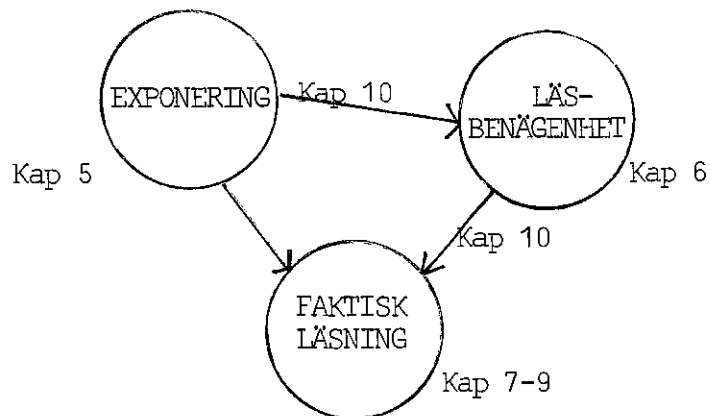 EXPONERING
Kap 10
LÄS-
BENÄGENHET
Kap 5
Kap 6
Kap 10
FAKTISK
LÄSNING
Kap 7-9